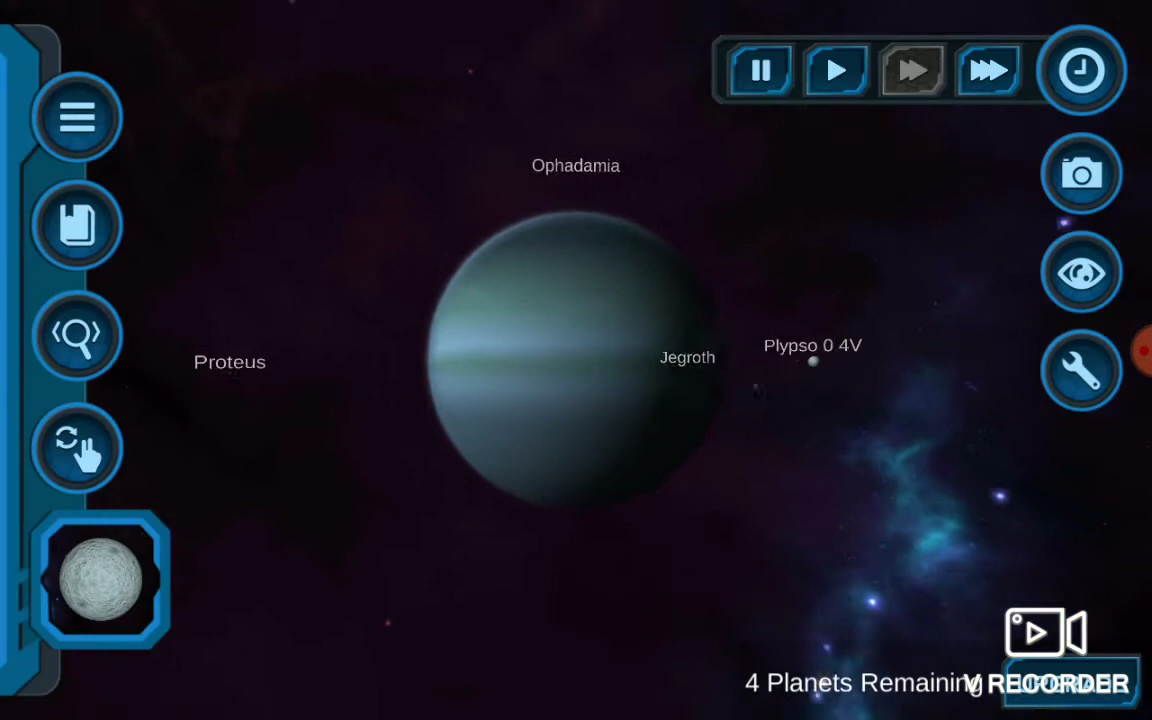 Ophadamia
Proteus
Jegroth
Plypso 0 4V
4 Planets Remaining
V RECORDER